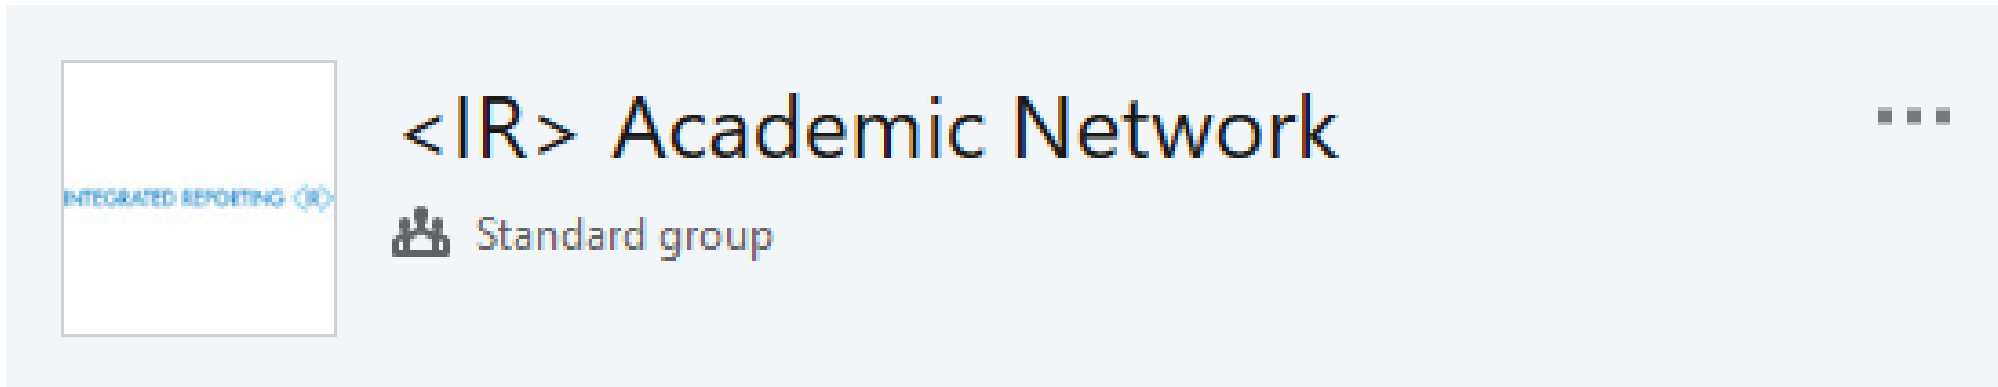 <IR> Academic Network
INTEGRATED REPORTING <IR>
Standard group